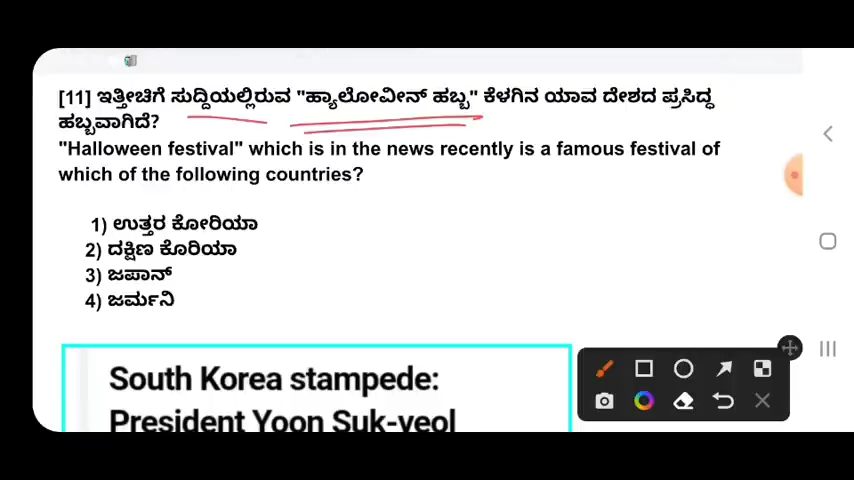 [11] ಇತ್ತೀಚಿಗೆ ಸುದ್ದಿಯಲ್ಲಿರುವ "ಹ್ಯಾಲೋವೀನ್ ಹಬ್ಬ" ಕೆಳಗಿನ ಯಾವ ದೇಶದ ಪ್ರಸಿದ್ಧ
ಹಬ್ಬವಾಗಿದೆ?
"Halloween festival" which is in the news recently is a famous festival of
which of the following countries?
1) ಉತ್ತರ ಕೋರಿಯಾ
2) ದಕ್ಷಿಣ ಕೊರಿಯಾ
3) ಜಪಾನ್
4) ಜರ್ಮನಿ
South Korea stampede:
President Yoon Suk-yeol